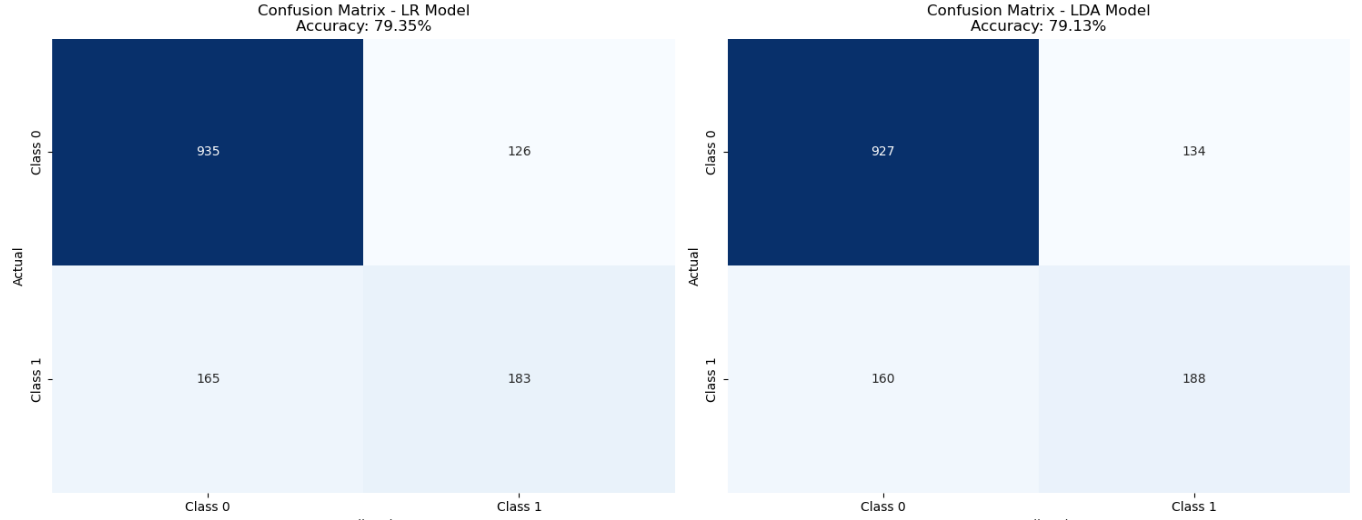 Confusion Matrix - LR Model
Accuracy: 79.35%
Class 0
935
126
Actual
Class 1
165
183
Class 0
Class 1
Confusion Matrix - LDA Model
Accuracy: 79.13%
Class 0
927
134
Actual
Class 1
160
188
Class 0
Class 1